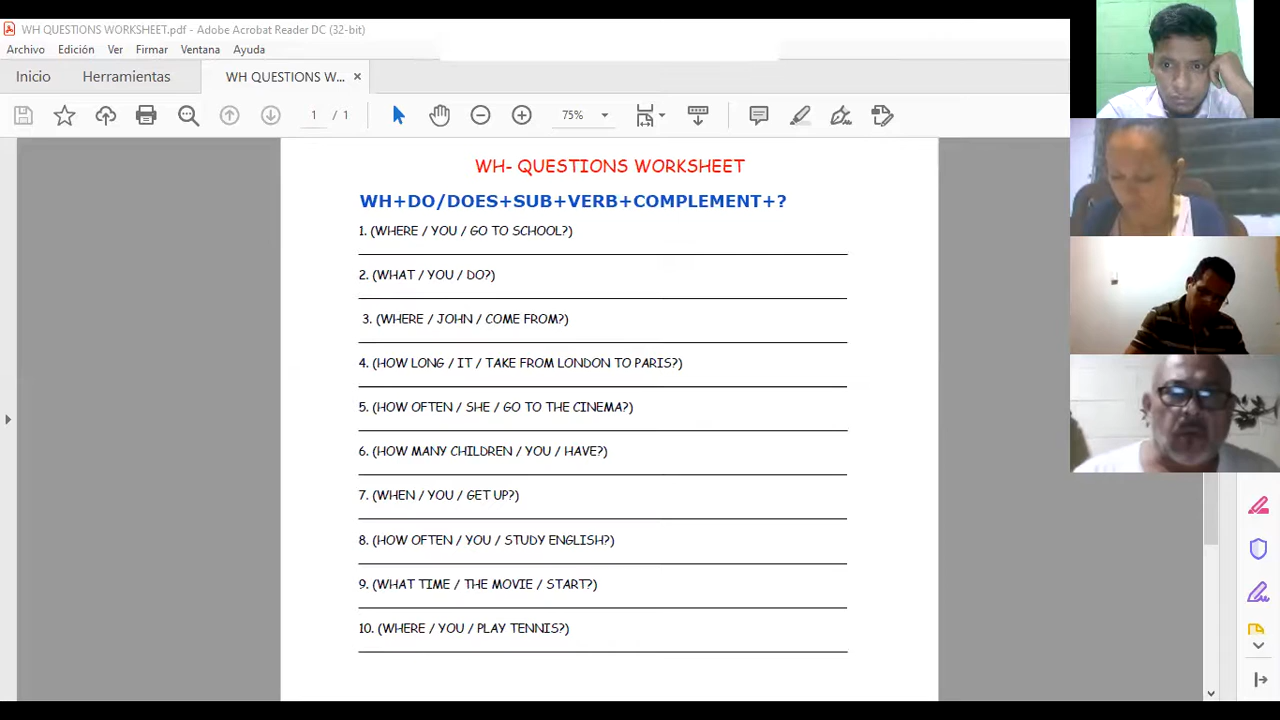 WH QUESTIONS WORKSHEET.pdf - Adobe Acrobat Reader DC (32-bit)
Archivo Edición Ver Firmar Ventana Ayuda
Inicio Herramientas WH QUESTIONS W... ×
1 / 1 75%
WH- QUESTIONS WORKSHEET
WH+DO/DOES+SUB+VERB+COMPLEMENT+?
1. (WHERE / YOU / GO TO SCHOOL?)
2. (WHAT / YOU / DO?)
3. (WHERE / JOHN / COME FROM?)
4. (HOW LONG / IT / TAKE FROM LONDON TO PARIS?)
5. (HOW OFTEN / SHE / GO TO THE CINEMA?)
6. (HOW MANY CHILDREN / YOU / HAVE?)
7. (WHEN / YOU / GET UP?)
8. (HOW OFTEN / YOU / STUDY ENGLISH?)
9. (WHAT TIME / THE MOVIE / START?)
10. (WHERE / YOU / PLAY TENNIS?)